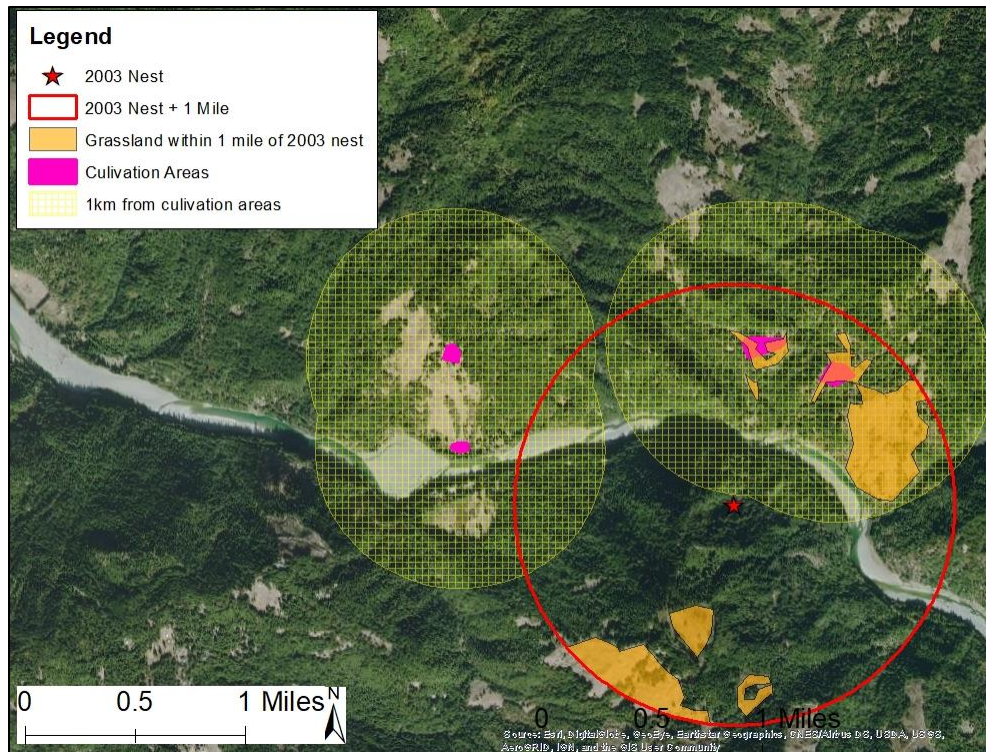 Legend
2003 Nest
2003 Nest + 1 Mile
Grassland within 1 mile of 2003 nest
Culivation Areas
1km from culivation areas
0 0.5 1 Miles
N
0 0.5 1 Miles
Source: Esri, DigitalGlobe, GeoEye, Earthstar Geographics, CNES/Airbus DS, USDA, USGS,
AeroGRID, IGN, and the GIS User Community